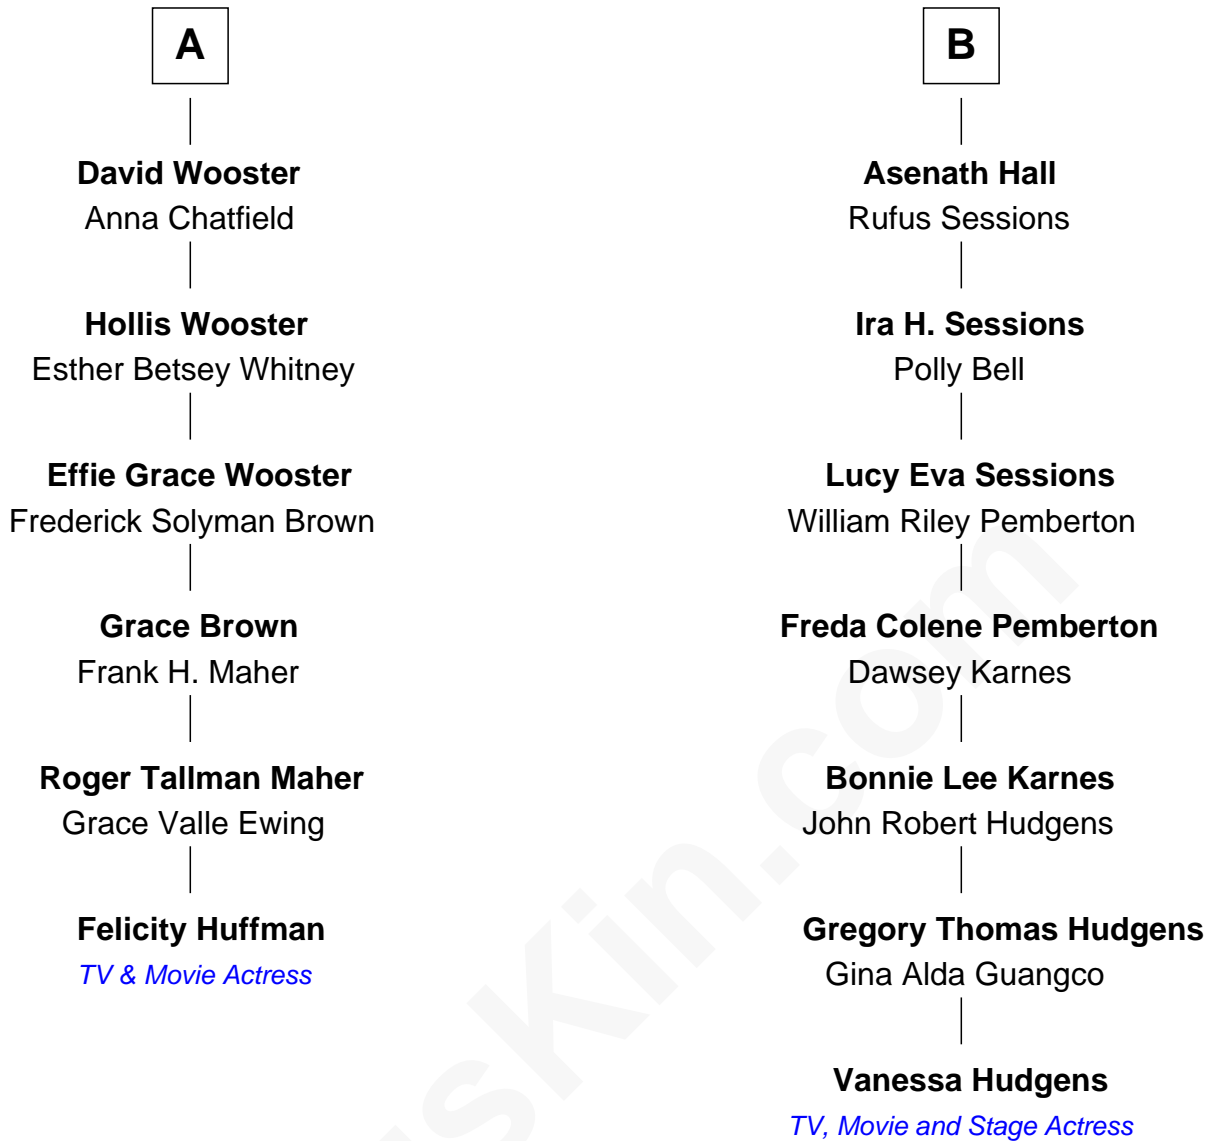 A
David Wooster
Anna Chatfield
Hollis Wooster
Esther Betsey Whitney
Effie Grace Wooster
Frederick Solyman Brown
Grace Brown
Frank H. Maher
Roger Tallman Maher
Grace Valle Ewing
Felicity Huffman
TV & Movie Actress
B
Asenath Hall
Rufus Sessions
Ira H. Sessions
Polly Bell
Lucy Eva Sessions
William Riley Pemberton
Freda Colene Pemberton
Dawsey Karnes
Bonnie Lee Karnes
John Robert Hudgens
Gregory Thomas Hudgens
Gina Alda Guangco
Vanessa Hudgens
TV, Movie and Stage Actress
usKin.com